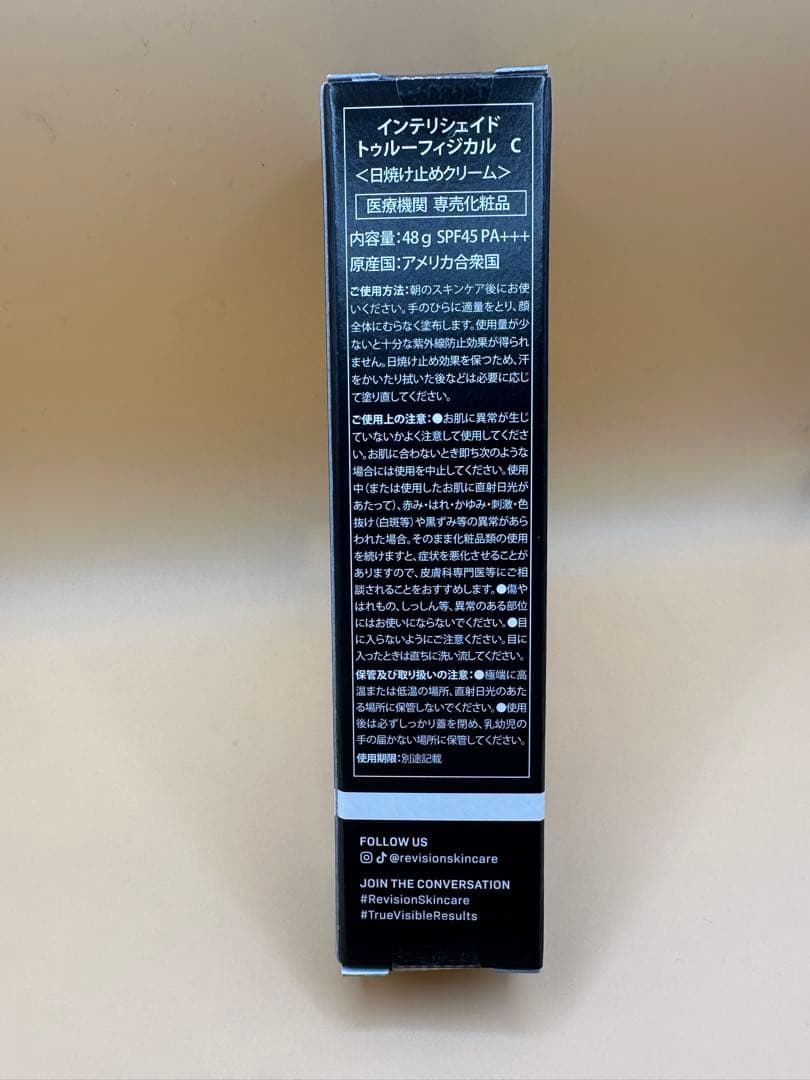 インテリシェイド
トゥルーフィジカル C
＜日焼け止めクリーム＞
医療機関 専売化粧品
内容量：48g SPF45 PA+++
原産国：アメリカ合衆国
ご使用方法：朝のスキンケア後にお使
いください。手のひらに適量をとり、顔
全体にむらなく塗布します。使用量が少
ないと十分な紫外線防止効果が得られ
ません。日焼け止め効果を保つため、汗
をかいたり拭いた後などは必要に応じ
て塗り直してください。
ご使用上の注意：●お肌に異常が生じ
ていないかよく注意して使用してくださ
い。お肌に合わないとき即ち次のような
場合には使用を中止してください。使用
中（または使用したお肌に直射日光が
あたって）、赤み・はれ・かゆみ・刺激・色
抜け（白斑等）や黒ずみ等の異常があら
われた場合。そのまま化粧品類の使用
を続けますと、症状を悪化させることが
ありますので、皮膚科専門医等にご相
談されることをおすすめします。●傷や
はれもの、しっしん等、異常のある部位
にはお使いにならないでください。●目
に入らないようにご注意ください。目に
入ったときは直ちに洗い流してください。
保管及び取り扱いの注意：●極端に高
温または低温の場所、直射日光のあた
る場所に保管しないでください。●使用
後は必ずしっかり蓋を閉め、乳幼児の
手の届かない場所に保管してください。
使用期限：別途記載
FOLLOW US
@revisionskincare
JOIN THE CONVERSATION
#RevisionSkincare
#TrueVisibleResults